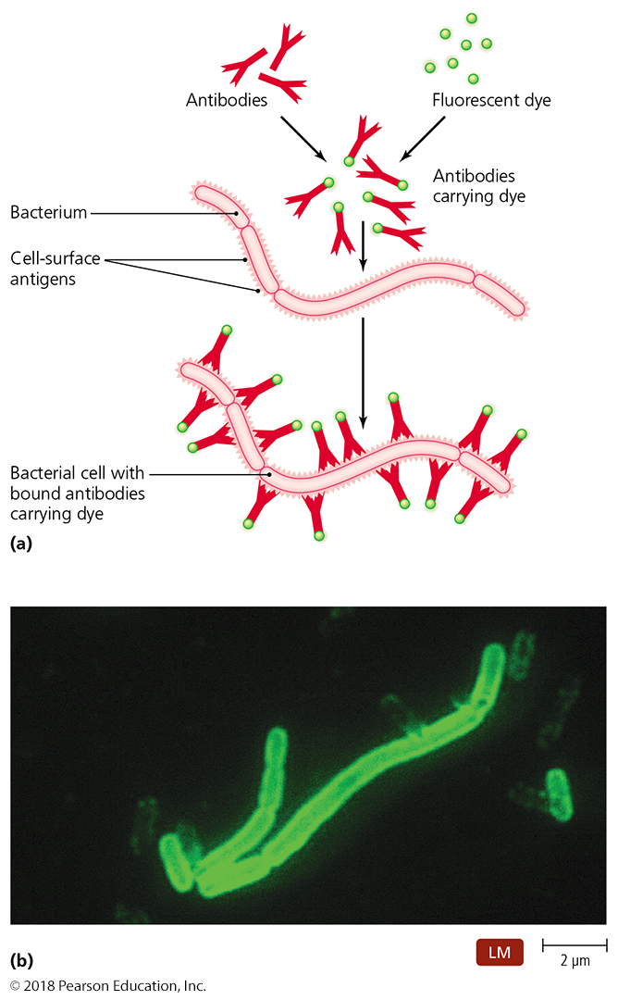 Antibodies
Fluorescent dye
Antibodies
carrying dye
Bacterium
Cell-surface
antigens
Bacterial cell with
bound antibodies
carrying dye
(a)
(b)
LM
2 μm
© 2018 Pearson Education, Inc.